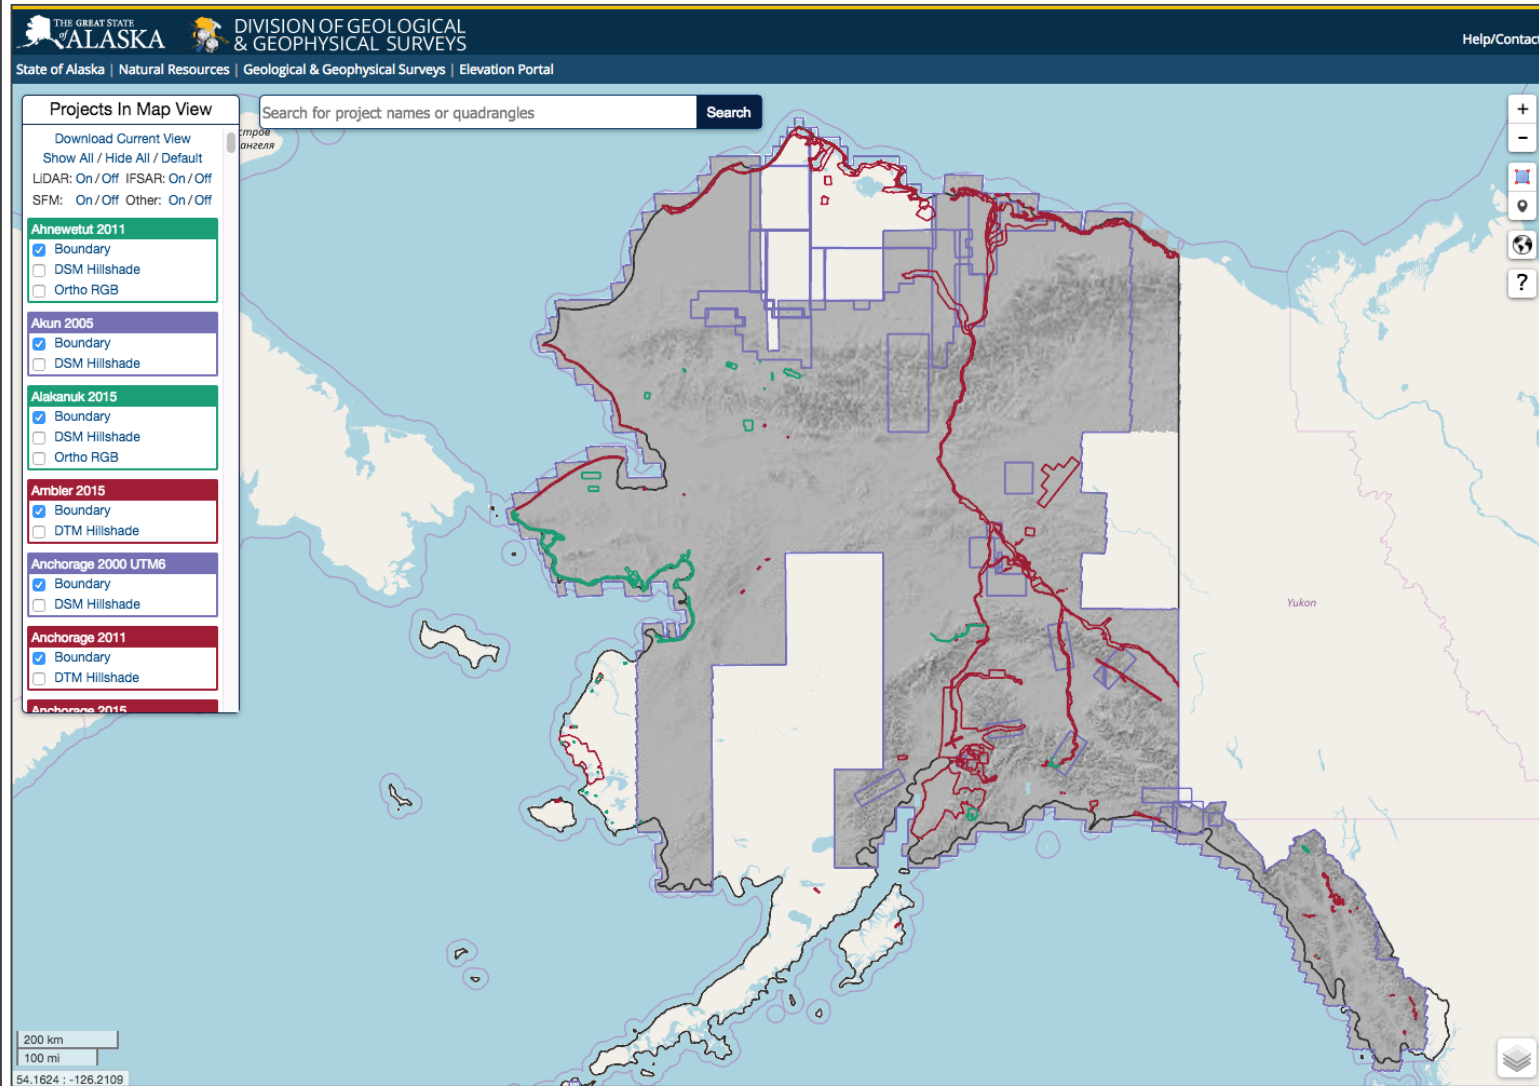 THE GREAT STATE
of ALASKA
DIVISION OF GEOLOGICAL
& GEOPHYSICAL SURVEYS
Help/Contact
State of Alaska | Natural Resources | Geological & Geophysical Surveys | Elevation Portal
Projects In Map View
Search for project names or quadrangles
Search
Download Current View
Show All / Hide All / Default
LiDAR: On / Off IFSAR: On / Off
SFM: On / Off Other: On / Off
Ahnewetut 2011
Boundary
DSM Hillshade
Ortho RGB
Akun 2005
Boundary
DSM Hillshade
Alakanuk 2015
Boundary
DSM Hillshade
Ortho RGB
Ambler 2015
Boundary
DTM Hillshade
Anchorage 2000 UTM6
Boundary
DSM Hillshade
Anchorage 2011
Boundary
DTM Hillshade
Anchorage 2015
стров
ангеля
+
−
?
Yukon
200 km
100 mi
54.1624 : -126.2109